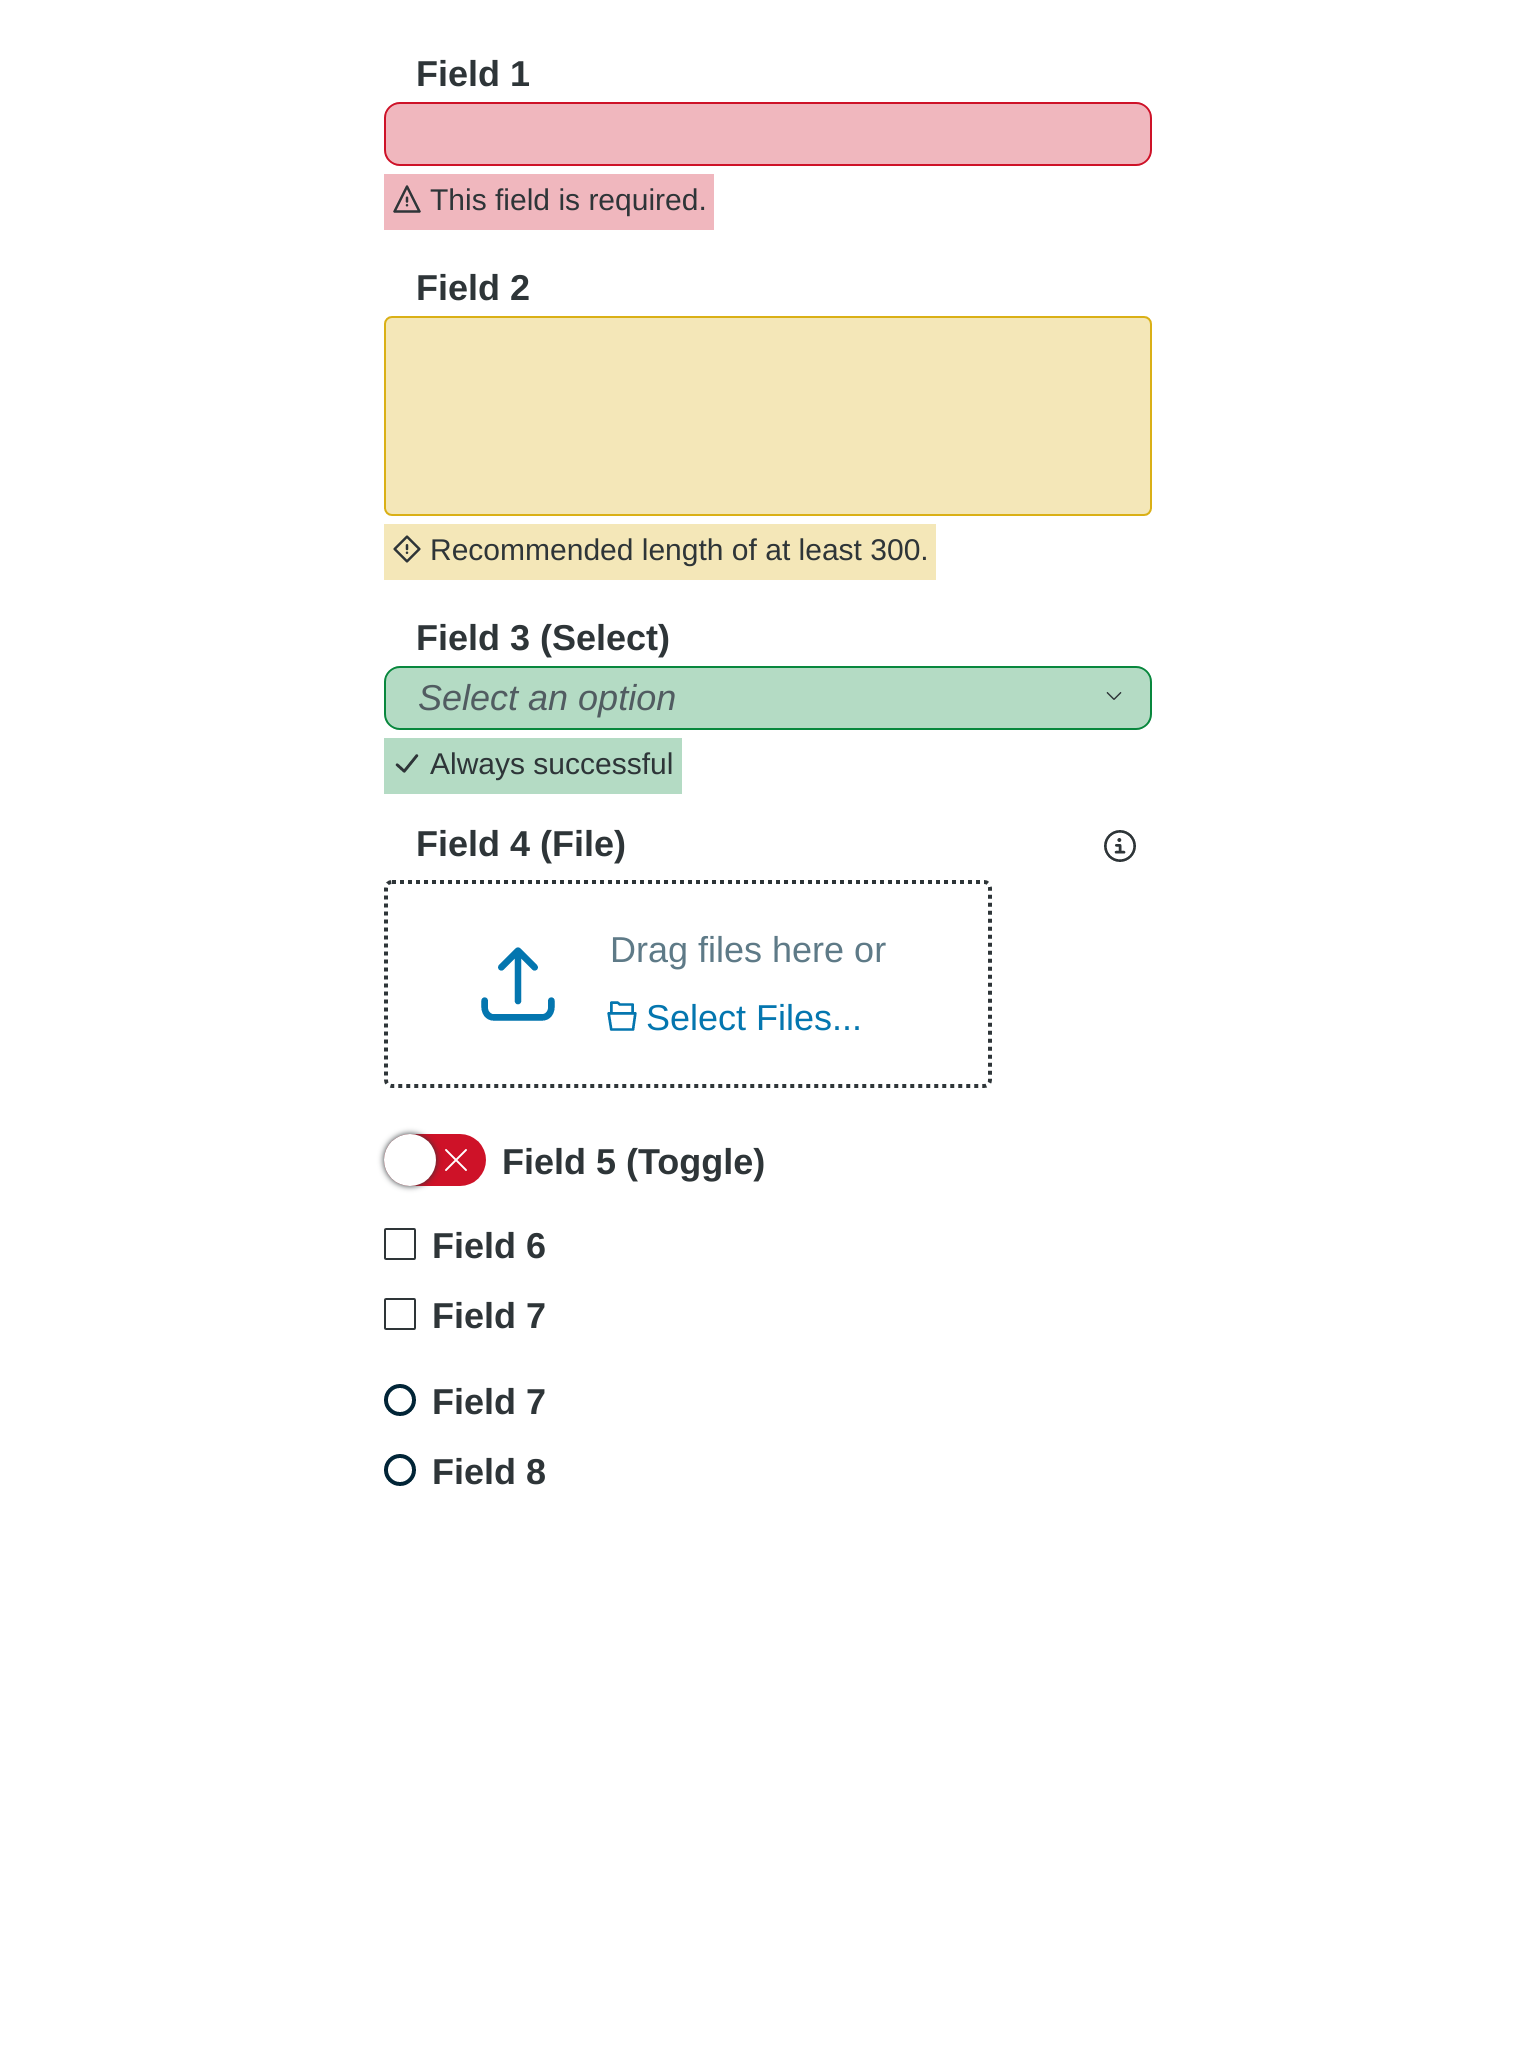 Field 1
This field is required.
Field 2
Recommended length of at least 300.
Field 3 (Select)
Select an option
Always successful
Field 4 (File)
Drag files here or
Select Files...
Field 5 (Toggle)
Field 6
Field 7
Field 7
Field 8